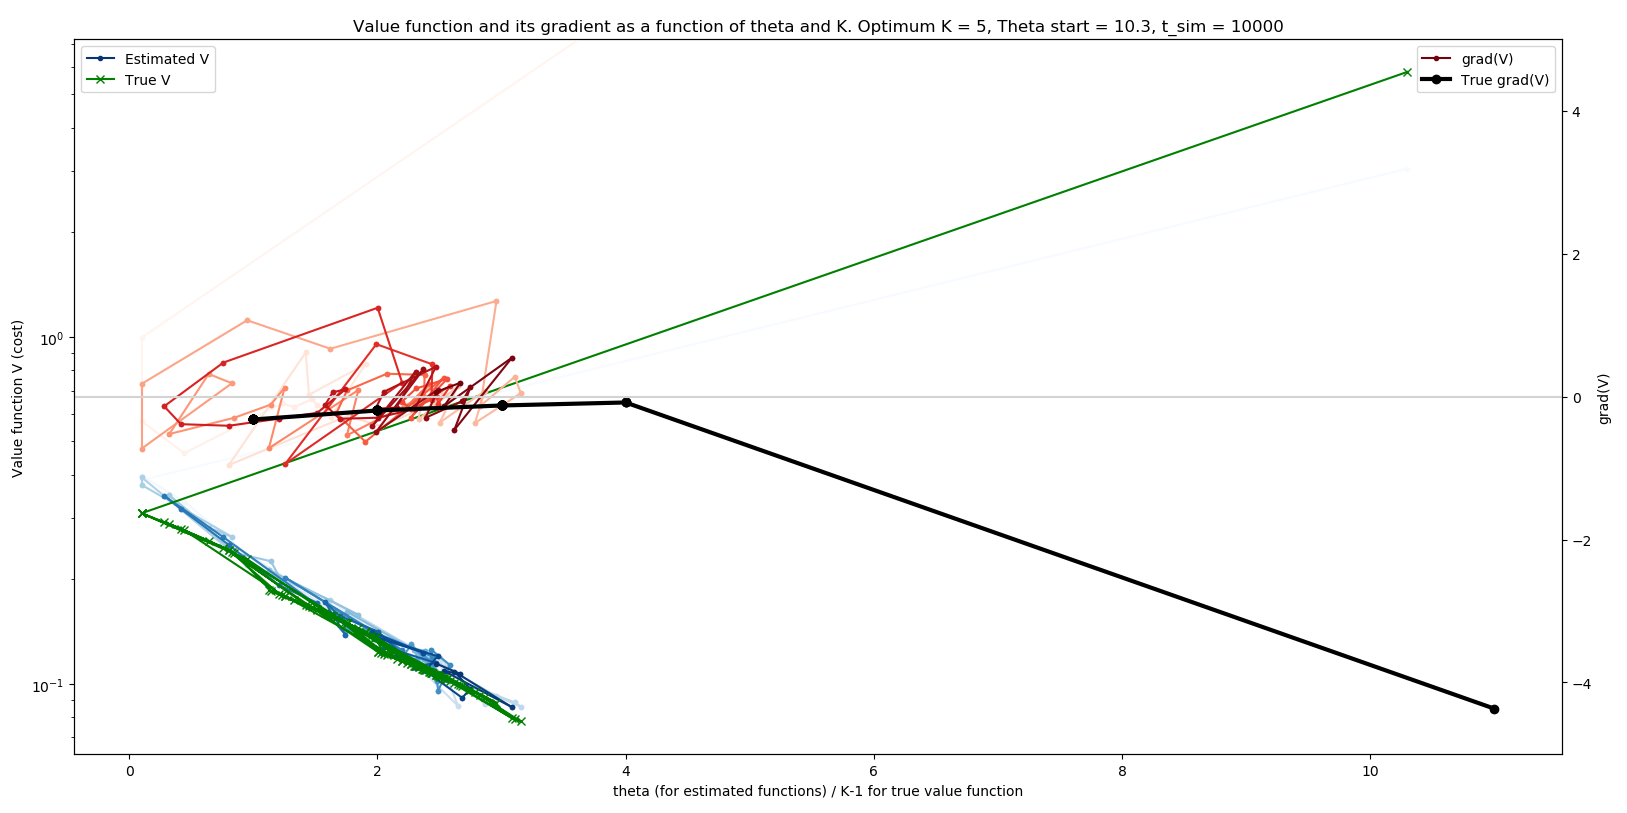 Value function and its gradient as a function of theta and K. Optimum K = 5, Theta start = 10.3, t_sim = 10000
Estimated V
True V
grad(V)
True grad(V)
Value function V (cost)
10⁰
10⁻¹
4
2
0
−2
−4
grad(V)
0 2 4 6 8 10
theta (for estimated functions) / K-1 for true value function